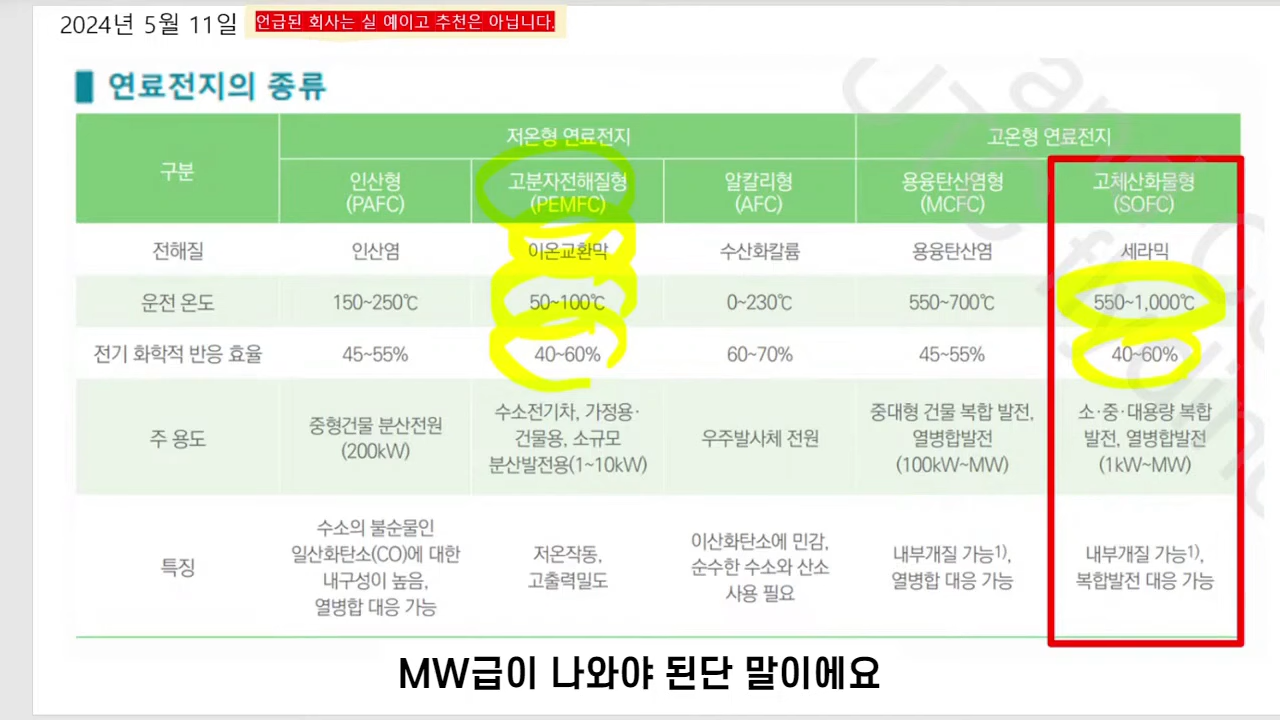 2024년 5월 11일
언급된 회사는 실 예이고 추천은 아닙니다.
연료전지의 종류
구분
저온형 연료전지
고온형 연료전지
인산형
(PAFC)
고분자전해질형
(PEMFC)
알칼리형
(AFC)
용융탄산염형
(MCFC)
고체산화물형
(SOFC)
전해질
인산염
이온교환막
수산화칼륨
용융탄산염
세라믹
운전 온도
150~250℃
50~100℃
0~230℃
550~700℃
550~1,000℃
전기 화학적 반응 효율
45~55%
40~60%
60~70%
45~55%
40~60%
주 용도
중형건물 분산전원
(200kW)
수소전기차, 가정용·
건물용, 소규모
분산발전용(1~10kW)
우주발사체 전원
중대형 건물 복합 발전,
열병합발전
(100kW~MW)
소·중·대용량 복합
발전, 열병합발전
(1kW~MW)
특징
수소의 불순물인
일산화탄소(CO)에 대한
내구성이 높음,
열병합 대응 가능
저온작동,
고출력밀도
이산화탄소에 민감,
순수한 수소와 산소
사용 필요
내부개질 가능1),
열병합 대응 가능
내부개질 가능1),
복합발전 대응 가능
MW급이 나와야 된단 말이에요